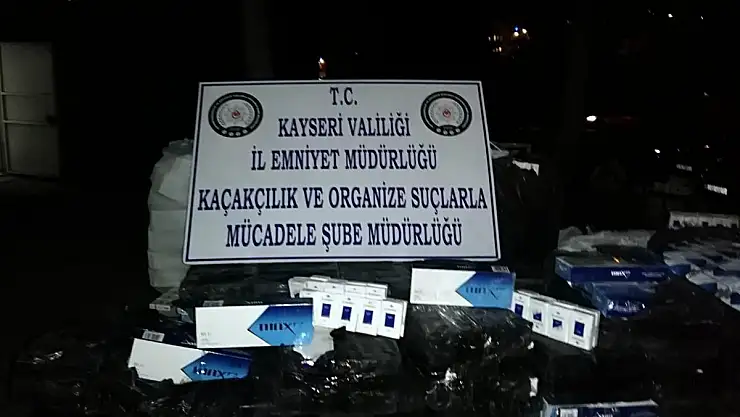 T.C.
KAYSERİ VALİLİĞİ
İL EMNİYET MÜDÜRLÜĞÜ
KAÇAKÇILIK VE ORGANİZE SUÇLARLA
MÜCADELE ŞUBE MÜDÜRLÜĞÜ